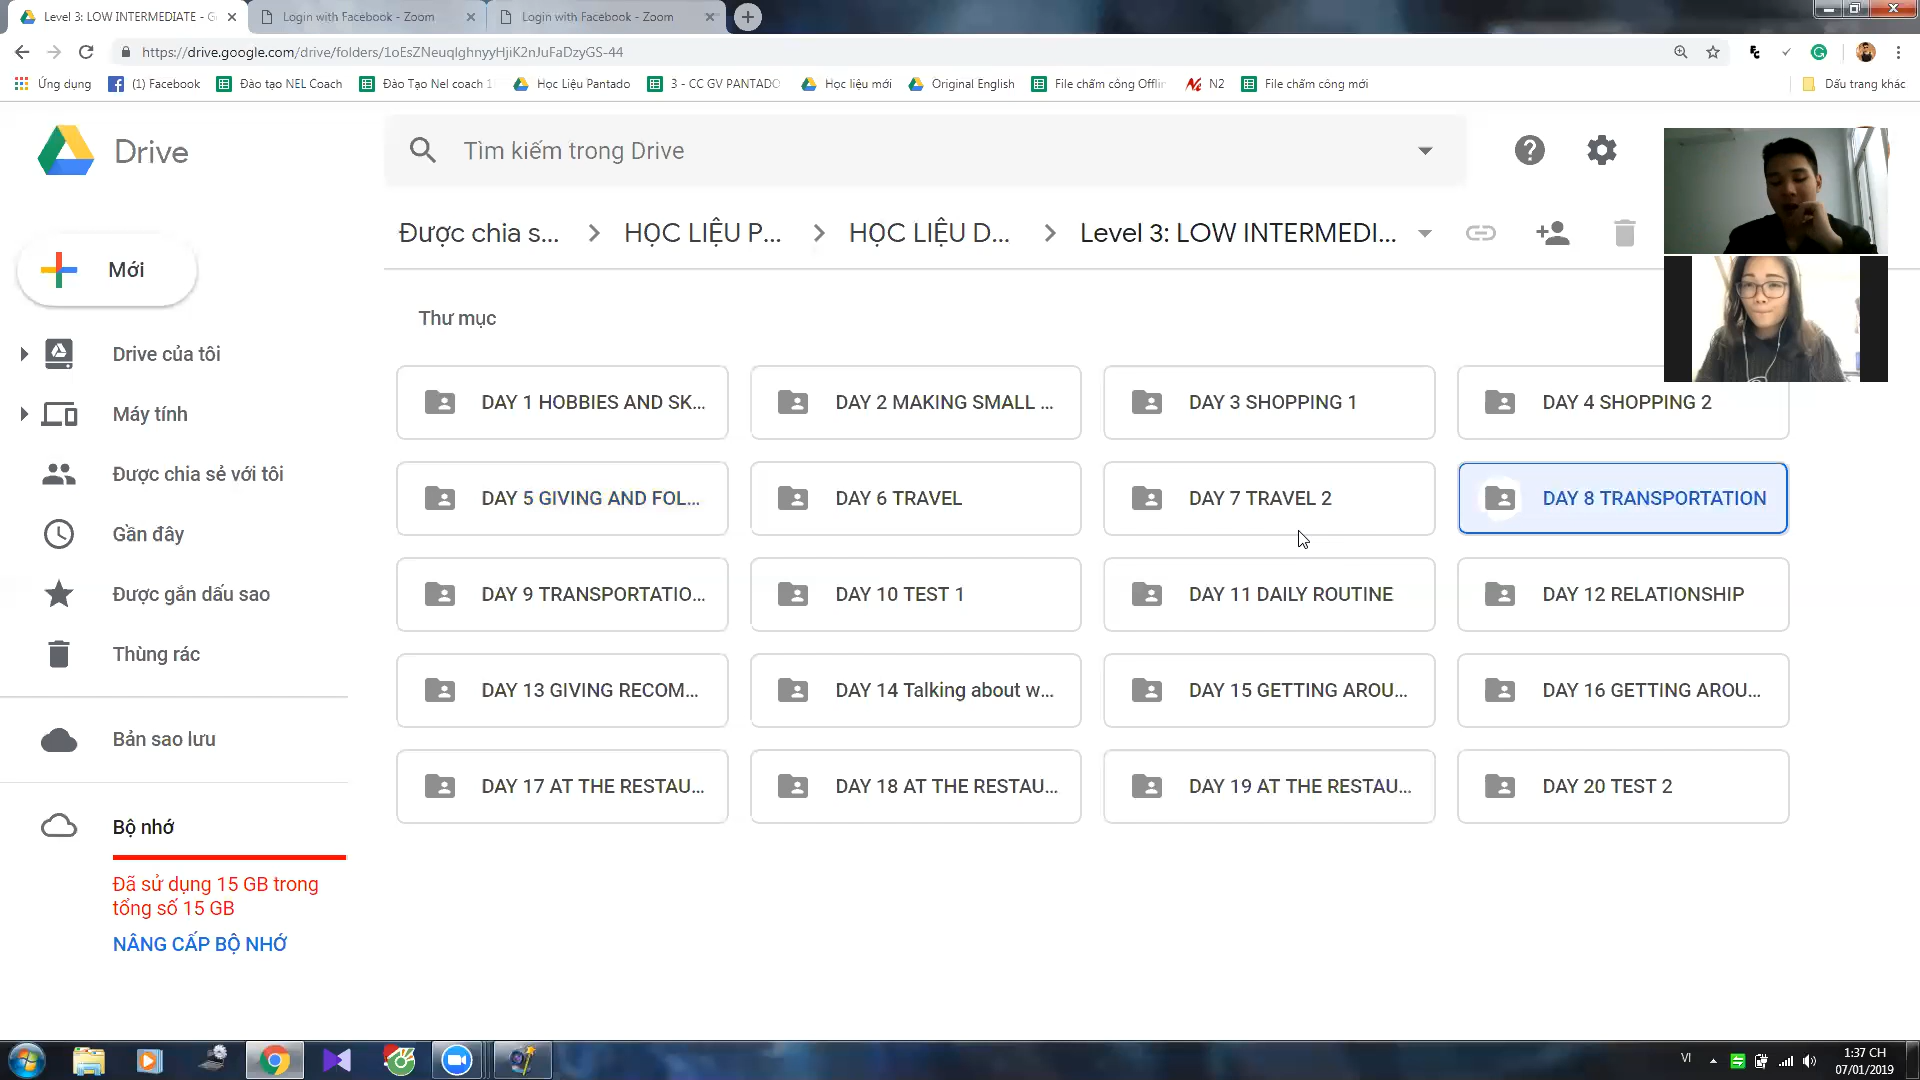 Level 3: LOW INTERMEDIATE - G
Login with Facebook - Zoom
Login with Facebook - Zoom
https://drive.google.com/drive/folders/1oEsZNeuqlghnyyHjiK2nJuFaDzyGS-44
Ứng dụng
(1) Facebook
Đào tạo NEL Coach
Đào Tạo Nel coach 1
Học Liệu Pantado
3 - CC GV PANTADO
Học liệu mới
Original English
File chấm công Offlin
N2
File chấm công mới
Dấu trang khác
Drive
Tìm kiếm trong Drive
Được chia s... > HỌC LIỆU P... > HỌC LIỆU D... > Level 3: LOW INTERMEDI...
Mới
Drive của tôi
Máy tính
Được chia sẻ với tôi
Gần đây
Được gắn dấu sao
Thùng rác
Bản sao lưu
Bộ nhớ
Đã sử dụng 15 GB trong
tổng số 15 GB
NÂNG CẤP BỘ NHỚ
Thư mục
DAY 1 HOBBIES AND SK...
DAY 2 MAKING SMALL ...
DAY 3 SHOPPING 1
DAY 4 SHOPPING 2
DAY 5 GIVING AND FOL...
DAY 6 TRAVEL
DAY 7 TRAVEL 2
DAY 8 TRANSPORTATION
DAY 9 TRANSPORTATIO...
DAY 10 TEST 1
DAY 11 DAILY ROUTINE
DAY 12 RELATIONSHIP
DAY 13 GIVING RECOM...
DAY 14 Talking about w...
DAY 15 GETTING AROU...
DAY 16 GETTING AROU...
DAY 17 AT THE RESTAU...
DAY 18 AT THE RESTAU...
DAY 19 AT THE RESTAU...
DAY 20 TEST 2
VI
1:37 CH
07/01/2019